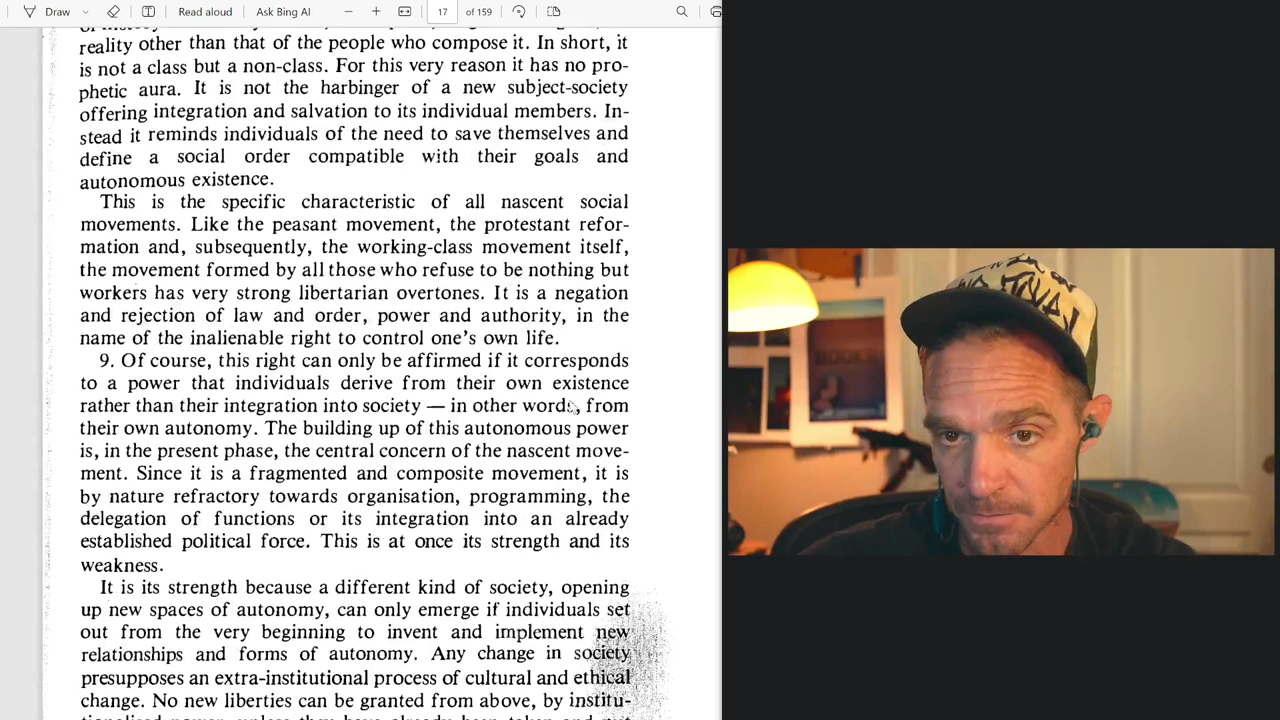 Draw
Read aloud
Ask Bing AI
17
of 159
reality other than that of the people who compose it. In short, it
is not a class but a non-class. For this very reason it has no pro-
phetic aura. It is not the harbinger of a new subject-society
offering integration and salvation to its individual members. In-
stead it reminds individuals of the need to save themselves and
define a social order compatible with their goals and
autonomous existence.
This is the specific characteristic of all nascent social
movements. Like the peasant movement, the protestant refor-
mation and, subsequently, the working-class movement itself,
the movement formed by all those who refuse to be nothing but
workers has very strong libertarian overtones. It is a negation
and rejection of law and order, power and authority, in the
name of the inalienable right to control one's own life.
9. Of course, this right can only be affirmed if it corresponds
to a power that individuals derive from their own existence
rather than their integration into society — in other words, from
their own autonomy. The building up of this autonomous power
is, in the present phase, the central concern of the nascent move-
ment. Since it is a fragmented and composite movement, it is
by nature refractory towards organisation, programming, the
delegation of functions or its integration into an already
established political force. This is at once its strength and its
weakness.
It is its strength because a different kind of society, opening
up new spaces of autonomy, can only emerge if individuals set
out from the very beginning to invent and implement new
relationships and forms of autonomy. Any change in society
presupposes an extra-institutional process of cultural and ethical
change. No new liberties can be granted from above, by institu-
BOOKS